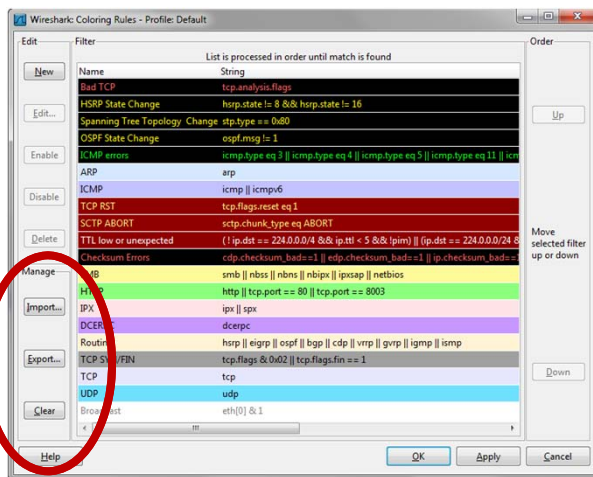 Wireshark: Coloring Rules - Profile: Default
Edit
Filter
Order
List is processed in order until match is found
New
Name String
Bad TCP tcp.analysis.flags
HSRP State Change hsrp.state != 8 && hsrp.state != 16
Edit...
Up
Spanning Tree Topology Change stp.type == 0x80
OSPF State Change ospf.msg != 1
Enable
ICMP errors icmp.type eq 3 || icmp.type eq 4 || icmp.type eq 5 || icmp.type eq 11 || icm
ARP arp
ICMP icmp || icmpv6
Disable
TCP RST tcp.flags.reset eq 1
SCTP ABORT sctp.chunk_type eq ABORT
Delete
TTL low or unexpected ( ! ip.dst == 224.0.0.0/4 && ip.ttl < 5 && !pim) || (ip.dst == 224.0.0.0/24 &
Move
selected filter
up or down
Checksum Errors cdp.checksum_bad==1 || edp.checksum_bad==1 || ip.checksum_bad==1
Manage
SMB smb || nbss || nbns || nbipx || ipxsap || netbios
HTTP http || tcp.port == 80 || tcp.port == 8003
Import...
IPX ipx || spx
DCERPC dcerpc
Routing hsrp || eigrp || ospf || bgp || cdp || vrrp || gvrp || igmp || ismp
Export...
TCP SYN/FIN tcp.flags & 0x02 || tcp.flags.fin == 1
TCP tcp
Down
UDP udp
Clear
Broadcast eth[0] & 1
Help
OK
Apply
Cancel